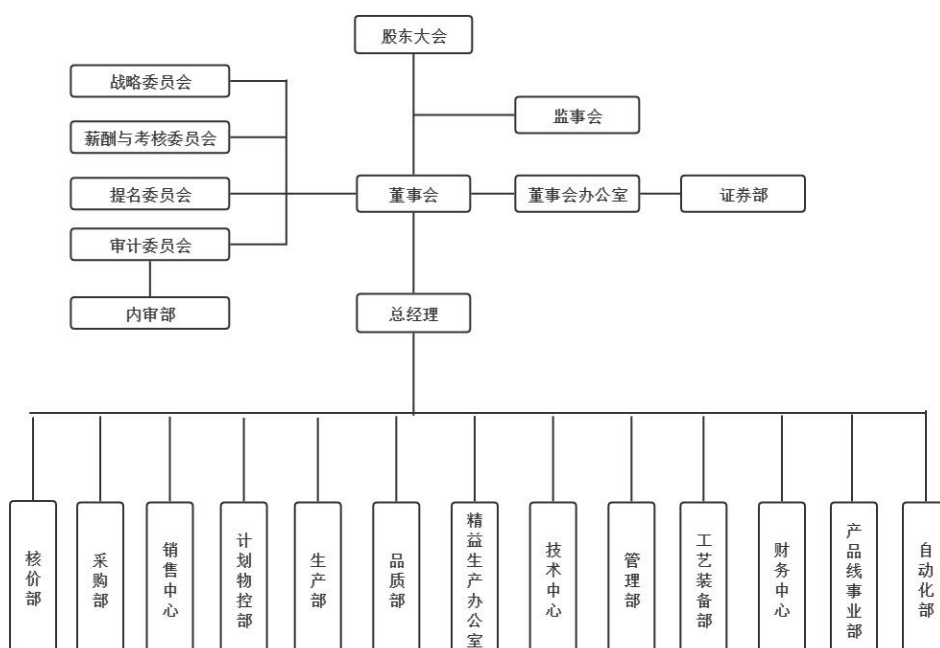 股东大会
战略委员会
监事会
薪酬与考核委员会
提名委员会
董事会
董事会办公室
证券部
审计委员会
内审部
总经理
核价部
采购部
销售中心
计划物控部
生产部
品质部
精益生产办公室
技术中心
管理部
工艺装备部
财务中心
产品线事业部
自动化部